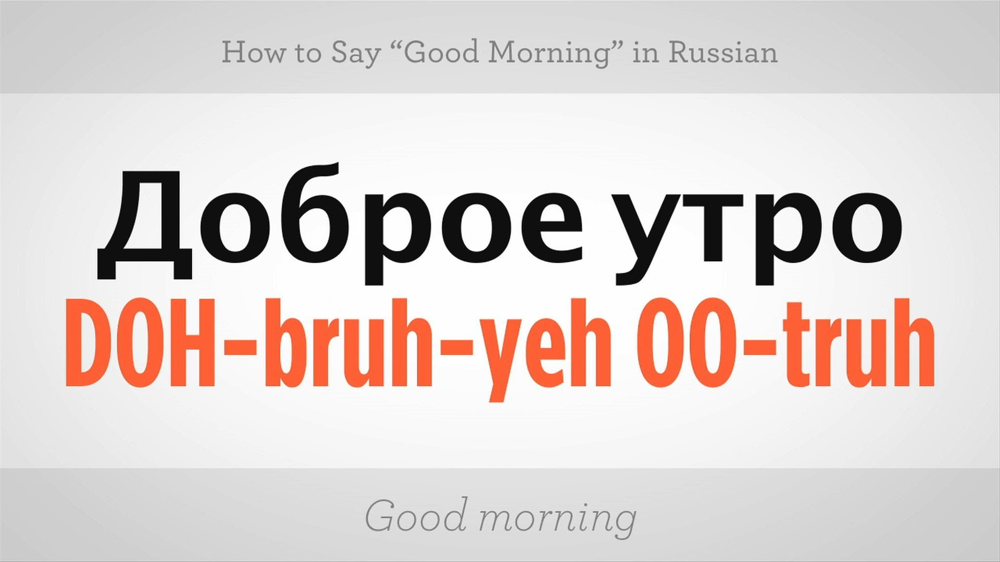 How to Say “Good Morning” in Russian
Доброе утро
DOH-bruh-yeh OO-truh
Good morning